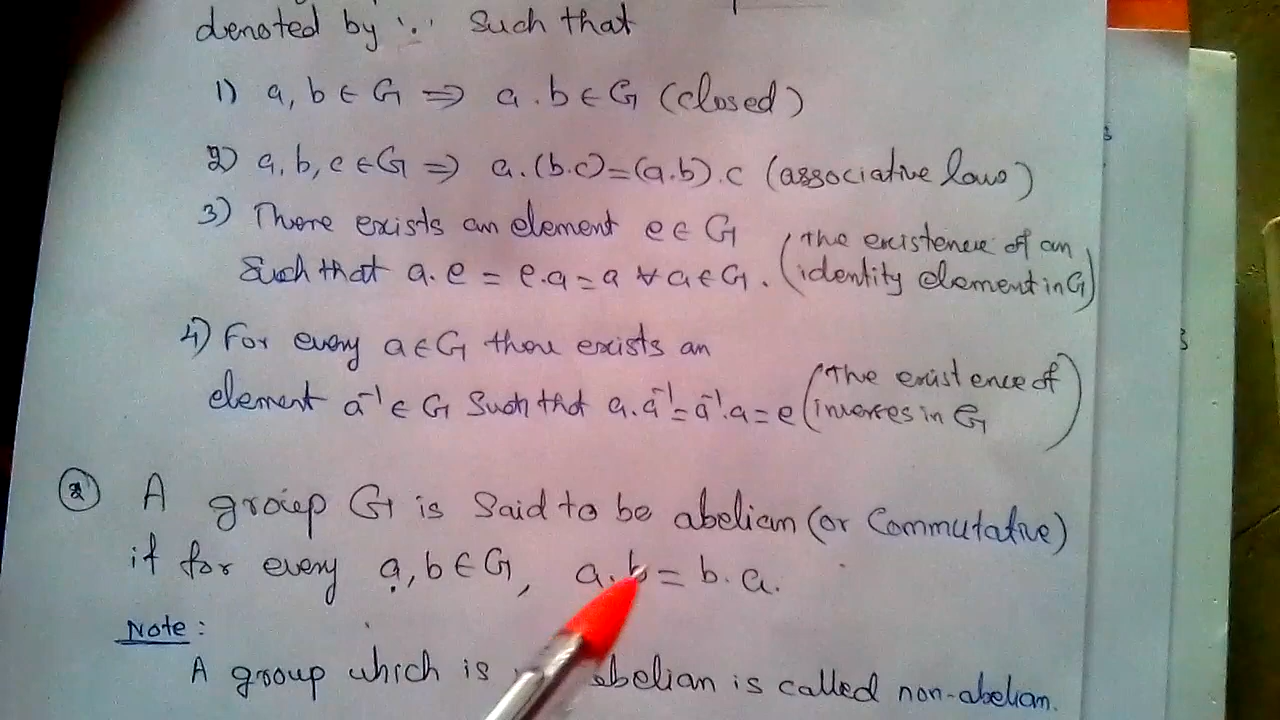 denoted by '.' such that
1) a, b ∈ G ⇒ a . b ∈ G (closed)
2) a, b, c ∈ G ⇒ a . (b.c) = (a.b) . c (associative law)
3) There exists an element e ∈ G (The existence of an
Such that a . e = e . a = a ∀ a ∈ G . identity element in G)
4) For every a ∈ G there exists an
element a⁻¹ ∈ G Such that a . a⁻¹ = a⁻¹ . a = e (The existence of
inverses in G)
② A group G is Said to be abelian (or Commutative)
if for every a, b ∈ G, a . b = b . a.
Note :
A group which is abelian is called non-abelian.